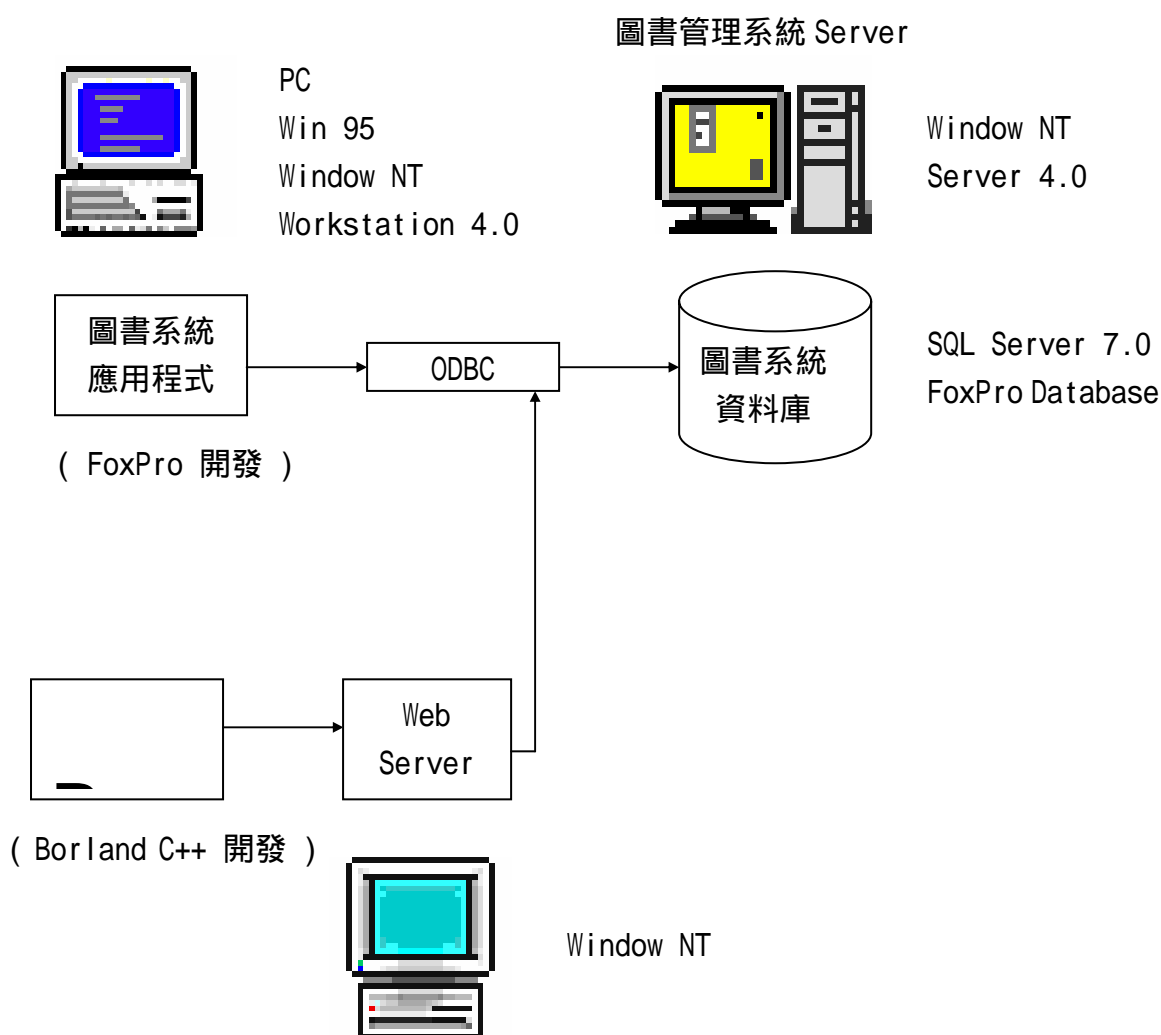 圖書管理系統 Server
PC
Win 95
Window NT
Workstation 4.0
Window NT
Server 4.0
圖書系統
應用程式
ODBC
圖書系統
資料庫
SQL Server 7.0
FoxPro Database
( FoxPro 開發 )
Web
Server
( Borland C++ 開發 )
Window NT